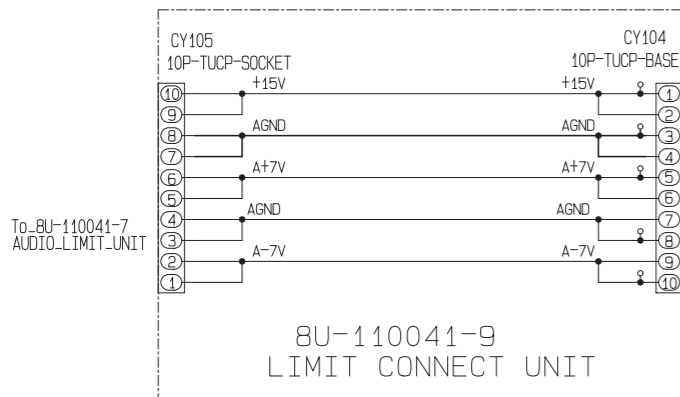 CY105
10P-TUCP-SOCKET
CY104
10P-TUCP-BASE
10 +15V +15V 1
9 2
8 AGND AGND 3
7 4
6 A+7V A+7V 5
5 6
4 AGND AGND 7
3 8
2 A-7V A-7V 9
1 10
To_8U-110041-7
AUDIO_LIMIT_UNIT
8U-110041-9
LIMIT CONNECT UNIT